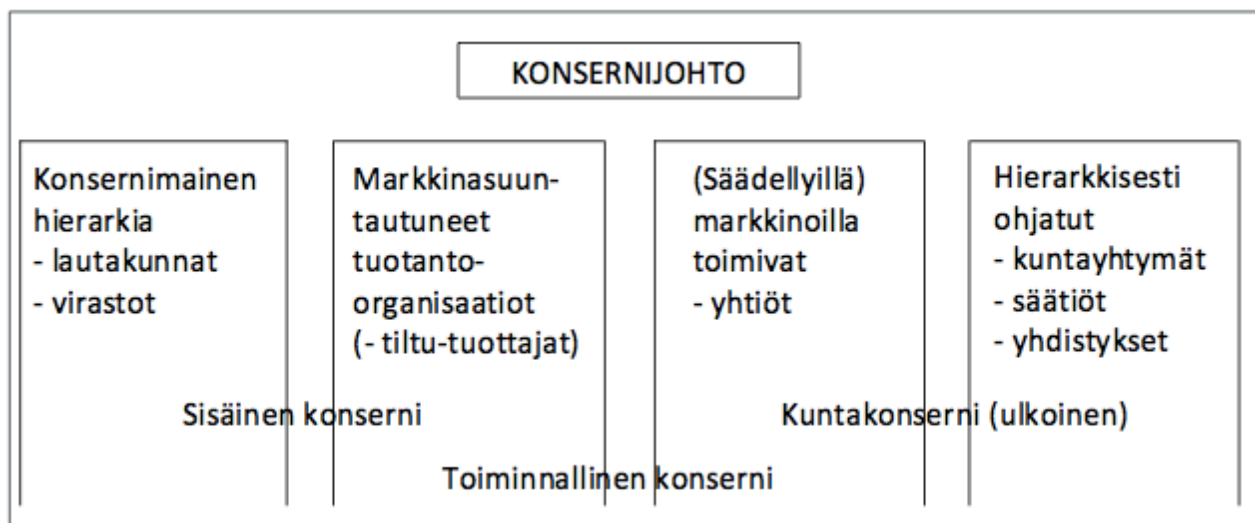 KONSERNIJOHTO
Konsernimainen
hierarkia
- lautakunnat
- virastot
Markkinasuun-
tautuneet
tuotanto-
organisaatiot
(- tiltu-tuottajat)
(Säädellyillä)
markkinoilla
toimivat
- yhtiöt
Hierarkkisesti
ohjatut
- kuntayhtymät
- säätiöt
- yhdistykset
Sisäinen konserni
Kuntakonserni (ulkoinen)
Toiminnallinen konserni